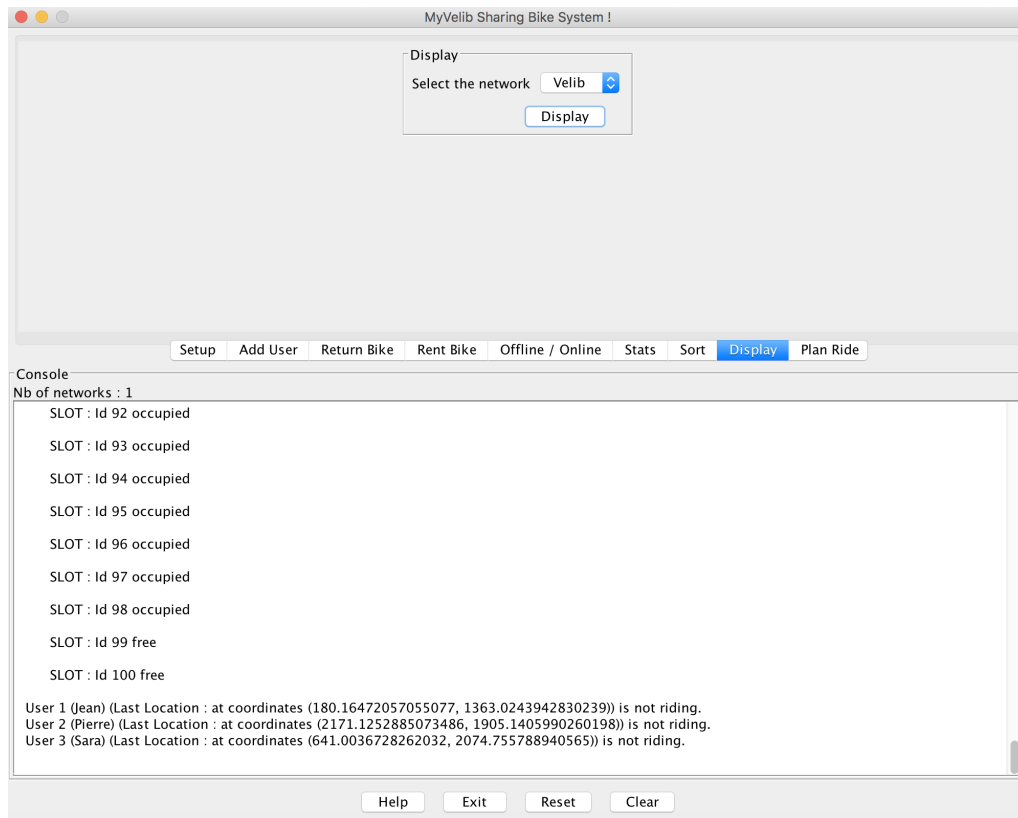 MyVelib Sharing Bike System !
Display
Select the network Velib
Display
Setup Add User Return Bike Rent Bike Offline / Online Stats Sort Display Plan Ride
Console
Nb of networks : 1
SLOT : Id 92 occupied
SLOT : Id 93 occupied
SLOT : Id 94 occupied
SLOT : Id 95 occupied
SLOT : Id 96 occupied
SLOT : Id 97 occupied
SLOT : Id 98 occupied
SLOT : Id 99 free
SLOT : Id 100 free
User 1 (Jean) (Last Location : at coordinates (180.16472057055077, 1363.0243942830239)) is not riding.
User 2 (Pierre) (Last Location : at coordinates (2171.1252885073486, 1905.1405990260198)) is not riding.
User 3 (Sara) (Last Location : at coordinates (641.0036728262032, 2074.755788940565)) is not riding.
Help Exit Reset Clear